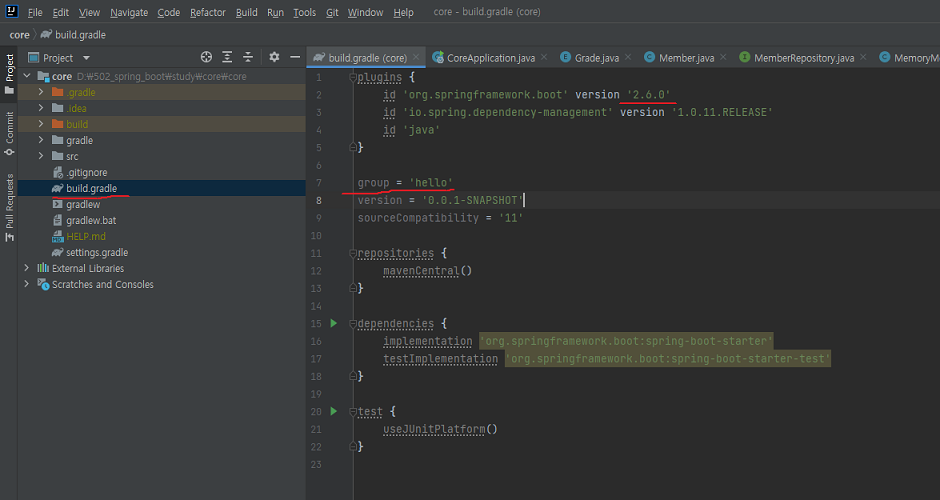 File Edit View Navigate Code Refactor Build Run Tools Git Window Help core - build.gradle (core)
core build.gradle
Project
Commit
Pull Requests
Project
core D:₩502_spring_boot₩study₩core₩core
.gradle
.idea
build
gradle
src
.gitignore
build.gradle
gradlew
gradlew.bat
HELP.md
settings.gradle
External Libraries
Scratches and Consoles
build.gradle (core) CoreApplication.java Grade.java Member.java MemberRepository.java MemoryM
1 plugins {
2 id 'org.springframework.boot' version '2.6.0'
3 id 'io.spring.dependency-management' version '1.0.11.RELEASE
4 id 'java'
5 }
6
7 group = 'hello'
8 version = '0.0.1-SNAPSHOT'
9 sourceCompatibility = '11'
10
11 repositories {
12 mavenCentral()
13 }
14
15 dependencies {
16 implementation 'org.springframework.boot:spring-boot-starter'
17 testImplementation 'org.springframework.boot:spring-boot-starter-test'
18 }
19
20 test {
21 useJUnitPlatform()
22 }
23